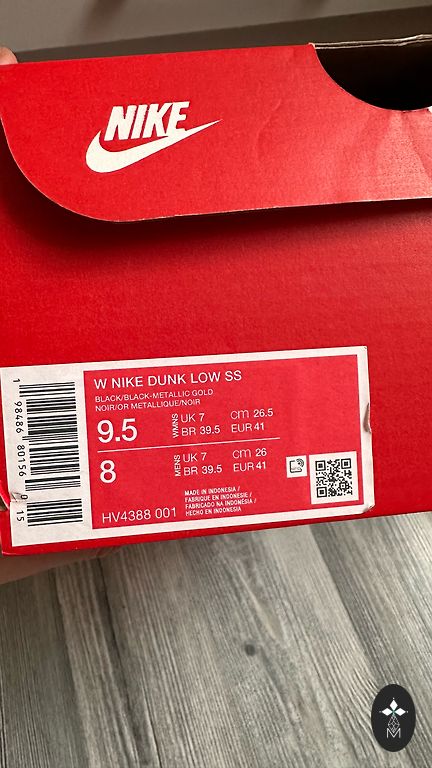 NIKE
W NIKE DUNK LOW SS
BLACK/BLACK-METALLIC GOLD
NOIR/OR METALLIQUE/NOIR
9.5 WMNS UK 7 cm 26.5
BR 39.5 EUR 41
8 MENS UK 7 cm 26
BR 39.5 EUR 41
MADE IN INDONESIA /
FABRIQUE EN INDONESIE /
FABRICADO NA INDONÉSIA /
HECHO EN INDONESIA
HV4388 001
1 98486 80156 0 15
M